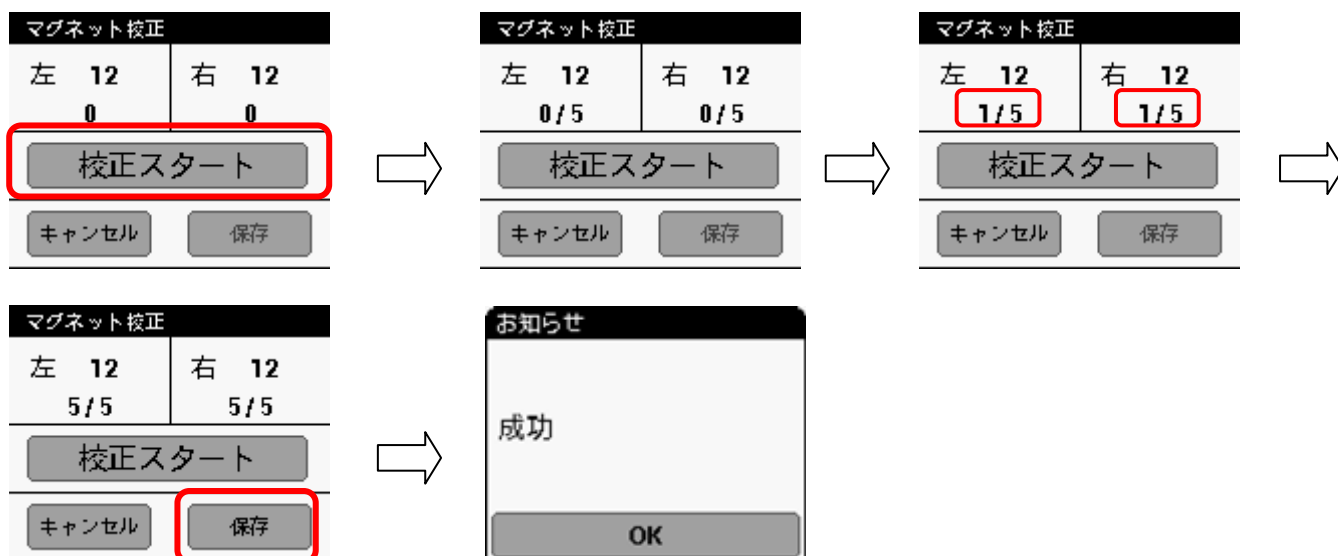 マグネット校正
左 12 右 12
0 0
校正スタート
キャンセル 保存
マグネット校正
左 12 右 12
0/5 0/5
校正スタート
キャンセル 保存
マグネット校正
左 12 右 12
1/5 1/5
校正スタート
キャンセル 保存
マグネット校正
左 12 右 12
5/5 5/5
校正スタート
キャンセル 保存
お知らせ
成功
OK